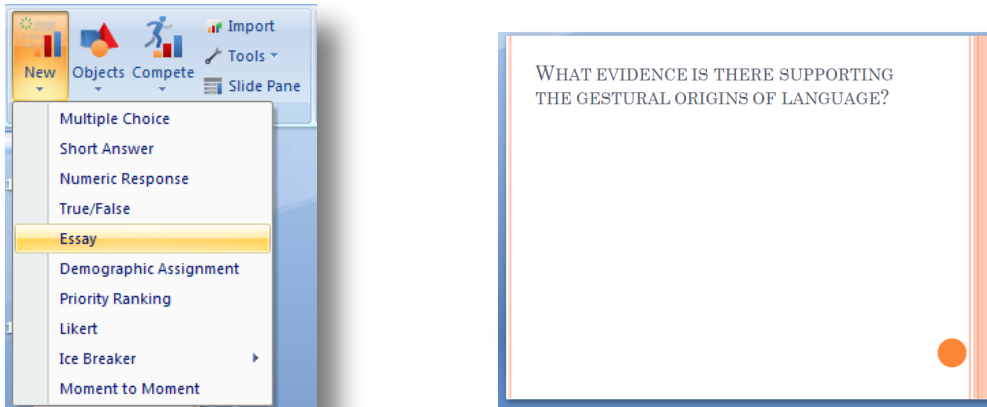 New
Objects
Compete
Import
Tools
Slide Pane
Multiple Choice
Short Answer
Numeric Response
True/False
Essay
Demographic Assignment
Priority Ranking
Likert
Ice Breaker
Moment to Moment
WHAT EVIDENCE IS THERE SUPPORTING
THE GESTURAL ORIGINS OF LANGUAGE?